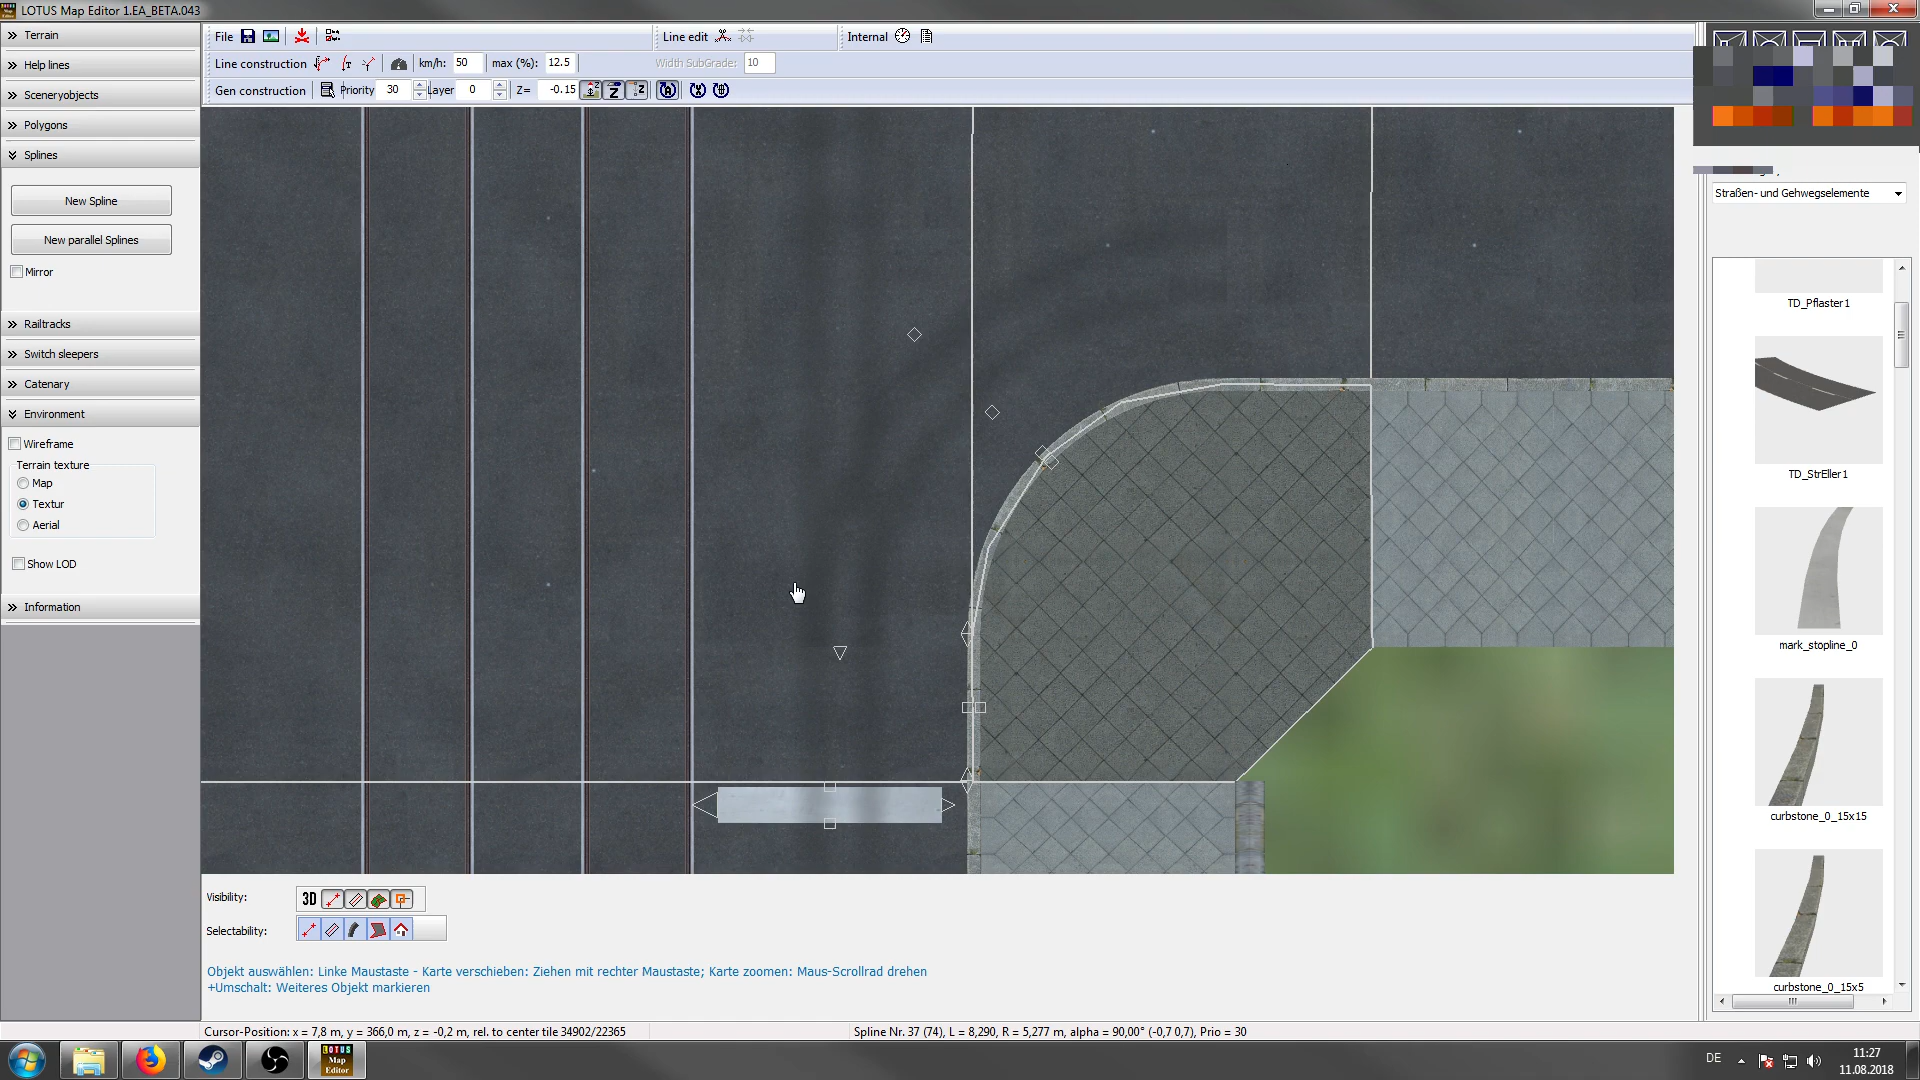 LOTUS Map Editor 1.EA_BETA.043
Terrain
Help lines
Sceneryobjects
Polygons
Splines
New Spline
New parallel Splines
Mirror
Railtracks
Switch sleepers
Catenary
Environment
Wireframe
Terrain texture
Map
Textur
Aerial
Show LOD
Information
File
Line edit
Internal
Line construction
km/h: 50
max (%): 12.5
Width SubGrade: 10
Gen construction
Priority 30
Layer 0
Z= -0.15
Straßen- und Gehwegselemente
TD_Pflaster1
TD_StrEller1
mark_stopline_0
curbstone_0_15x15
curbstone_0_15x5
Visibility:
3D
Selectability:
Objekt auswählen: Linke Maustaste - Karte verschieben: Ziehen mit rechter Maustaste; Karte zoomen: Maus-Scrollrad drehen
+Umschalt: Weiteres Objekt markieren
Cursor-Position: x = 7,8 m, y = 366,0 m, z = -0,2 m, rel. to center tile 34902/22365
Spline Nr. 37 (74), L = 8,290, R = 5,277 m, alpha = 90,00° (-0,7 0,7), Prio = 30
LOTUS
Map
Editor
DE
11:27
11.08.2018